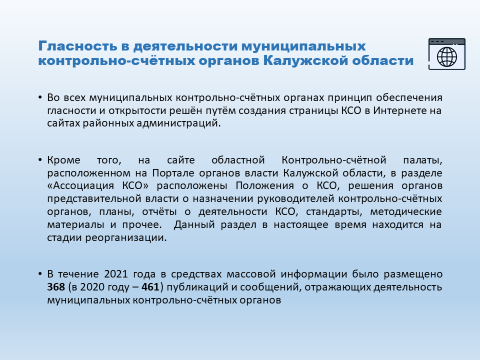 Гласность в деятельности муниципальных
контрольно-счётных органов Калужской области
• Во всех муниципальных контрольно-счётных органах принцип обеспечения
гласности и открытости решён путём создания страницы КСО в Интернете на
сайтах районных администраций.
• Кроме того, на сайте областной Контрольно-счётной палаты,
расположенном на Портале органов власти Калужской области, в разделе
«Ассоциация КСО» расположены Положения о КСО, решения органов
представительной власти о назначении руководителей контрольно-счётных
органов, планы, отчёты о деятельности КСО, стандарты, методические
материалы и прочее. Данный раздел в настоящее время находится на
стадии реорганизации.
• В течение 2021 года в средствах массовой информации было размещено
368 (в 2020 году – 461) публикаций и сообщений, отражающих деятельность
муниципальных контрольно-счётных органов